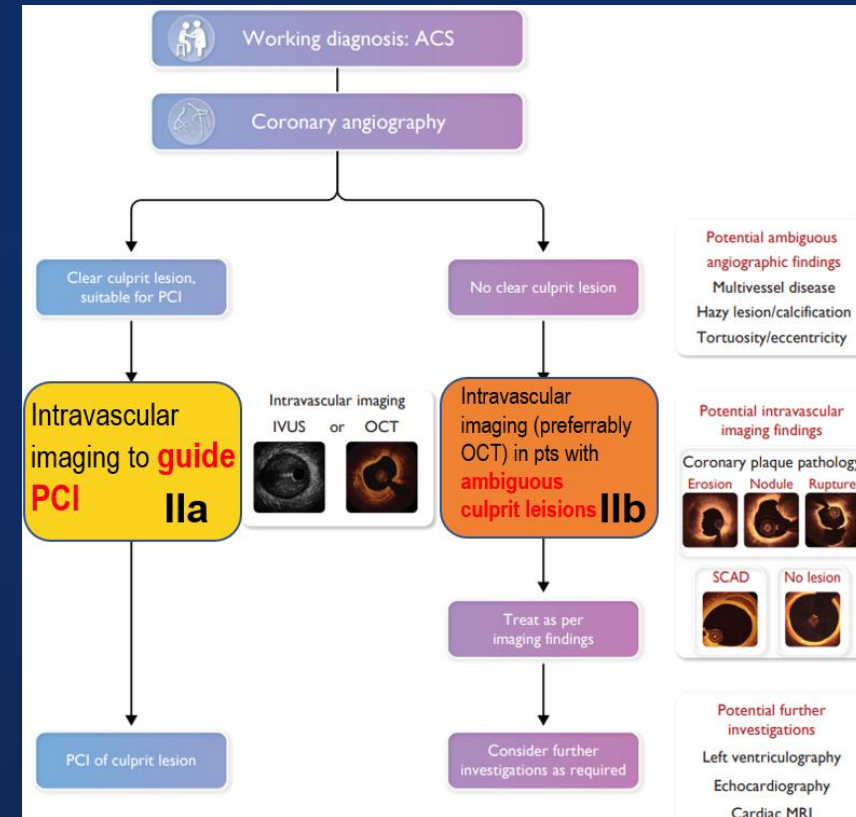 Working diagnosis: ACS
Coronary angiography
Clear culprit lesion,
suitable for PCI
No clear culprit lesion
Potential ambiguous
angiographic findings
Multivessel disease
Hazy lesion/calcification
Tortuosity/eccentricity
Intravascular
imaging to guide
PCI IIa
Intravascular imaging
IVUS or OCT
Intravascular
imaging (preferrably
OCT) in pts with
ambiguous
culprit leisions IIb
Potential intravascular
imaging findings
Coronary plaque pathology
Erosion Nodule Rupture
SCAD No lesion
Treat as per
imaging findings
PCI of culprit lesion
Consider further
investigations as required
Potential further
investigations
Left ventriculography
Echocardiography
Cardiac MRI